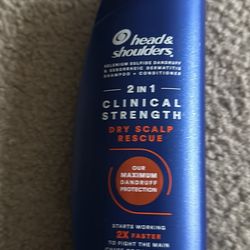 head&
shoulders
SELENIUM SULFIDE DANDRUFF
& SEBORRHEIC DERMATITIS
SHAMPOO + CONDITIONER
2 IN 1
CLINICAL
STRENGTH
DRY SCALP
RESCUE
OUR
MAXIMUM
DANDRUFF
PROTECTION
STARTS WORKING
2X FASTER
TO FIGHT THE MAIN